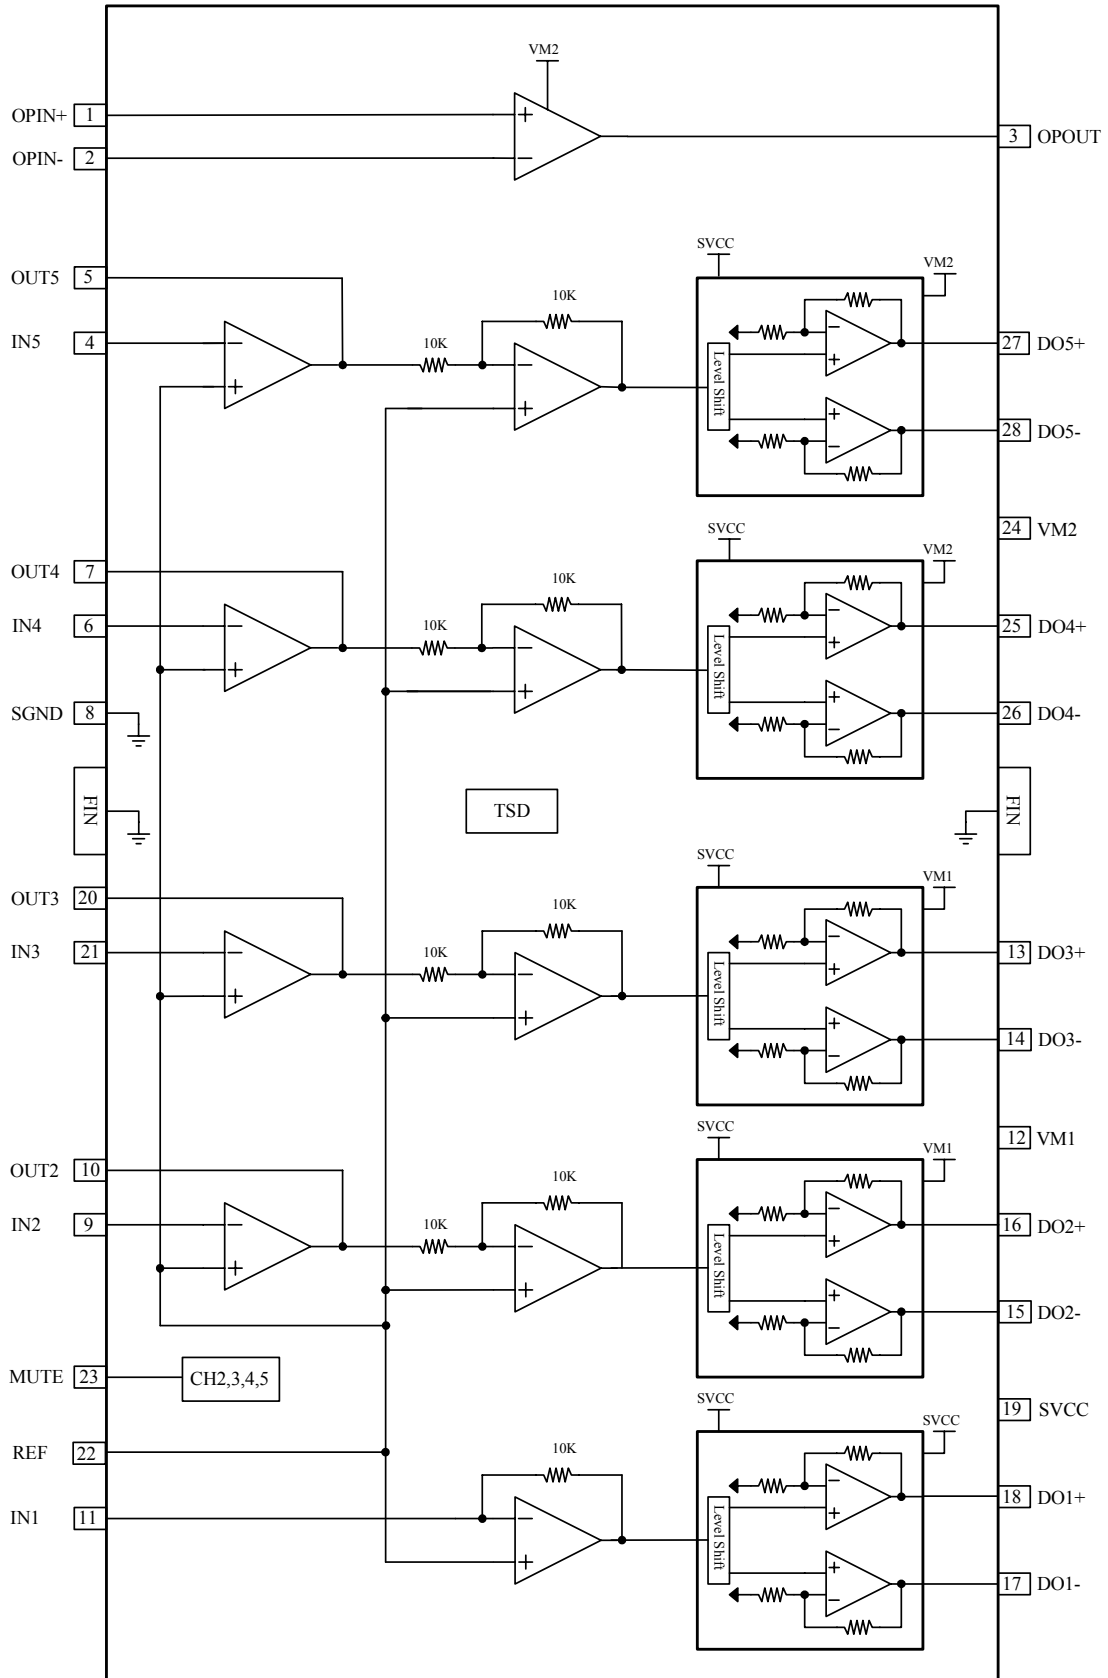 VM2
OPIN+ 1
3 OPOUT
OPIN- 2
SVCC
VM2
OUT5 5
10K
10K
IN5 4
Level Shift
27 DO5+
28 DO5-
24 VM2
SVCC
VM2
OUT4 7
10K
10K
IN4 6
Level Shift
25 DO4+
SGND 8
26 DO4-
FIN
TSD
FIN
SVCC
VM1
OUT3 20
10K
10K
IN3 21
Level Shift
13 DO3+
14 DO3-
12 VM1
SVCC
VM1
OUT2 10
10K
10K
IN2 9
Level Shift
16 DO2+
15 DO2-
MUTE 23
CH2,3,4,5
19 SVCC
SVCC
SVCC
REF 22
10K
IN1 11
Level Shift
18 DO1+
17 DO1-